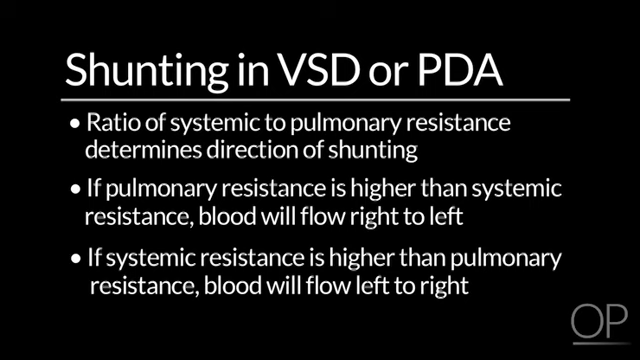 Shunting in VSD or PDA
• Ratio of systemic to pulmonary resistance
determines direction of shunting
• If pulmonary resistance is higher than systemic
resistance, blood will flow right to left
• If systemic resistance is higher than pulmonary
resistance, blood will flow left to right
OP